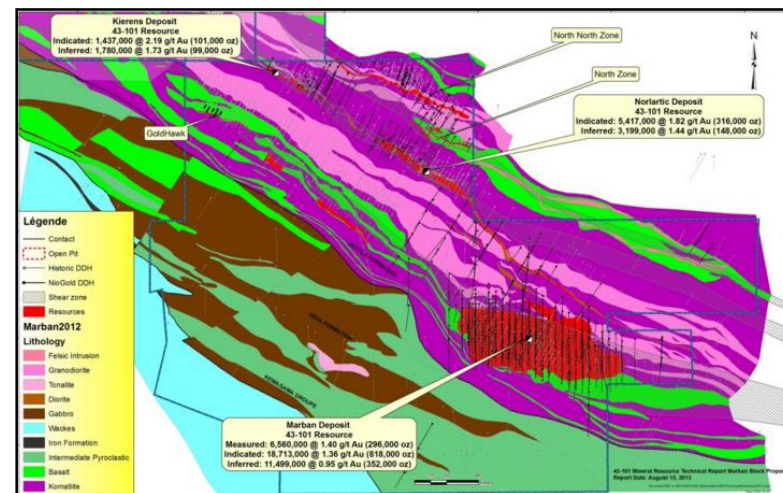 Kierens Deposit
43-101 Resource
Indicated: 1,437,000 @ 2.19 g/t Au (101,000 oz)
Inferred: 1,780,000 @ 1.73 g/t Au (99,000 oz)
North North Zone
N
North Zone
Norlartic Deposit
43-101 Resource
Indicated: 5,417,000 @ 1.82 g/t Au (316,000 oz)
Inferred: 3,199,000 @ 1.44 g/t Au (148,000 oz)
GoldHawk
Légende
Contact
Open Pit
Historic DDH
NioGold DDH
Shear zone
Resources
Marban2012
Lithology
Felsic Intrusion
Granodiorite
Tonalite
Diorite
Gabbro
Wackes
Iron Formation
Intermediate Pyroclastic
Basalt
Komatiite
KEWAGAMA GROUPE
Marban Deposit
43-101 Resource
Measured: 6,560,000 @ 1.40 g/t Au (296,000 oz)
Indicated: 18,713,000 @ 1.36 g/t Au (818,000 oz)
Inferred: 11,499,000 @ 0.95 g/t Au (352,000 oz)
43-101 Mineral Resource Technical Report Marban Block Prope
Report Date: August 10, 2013